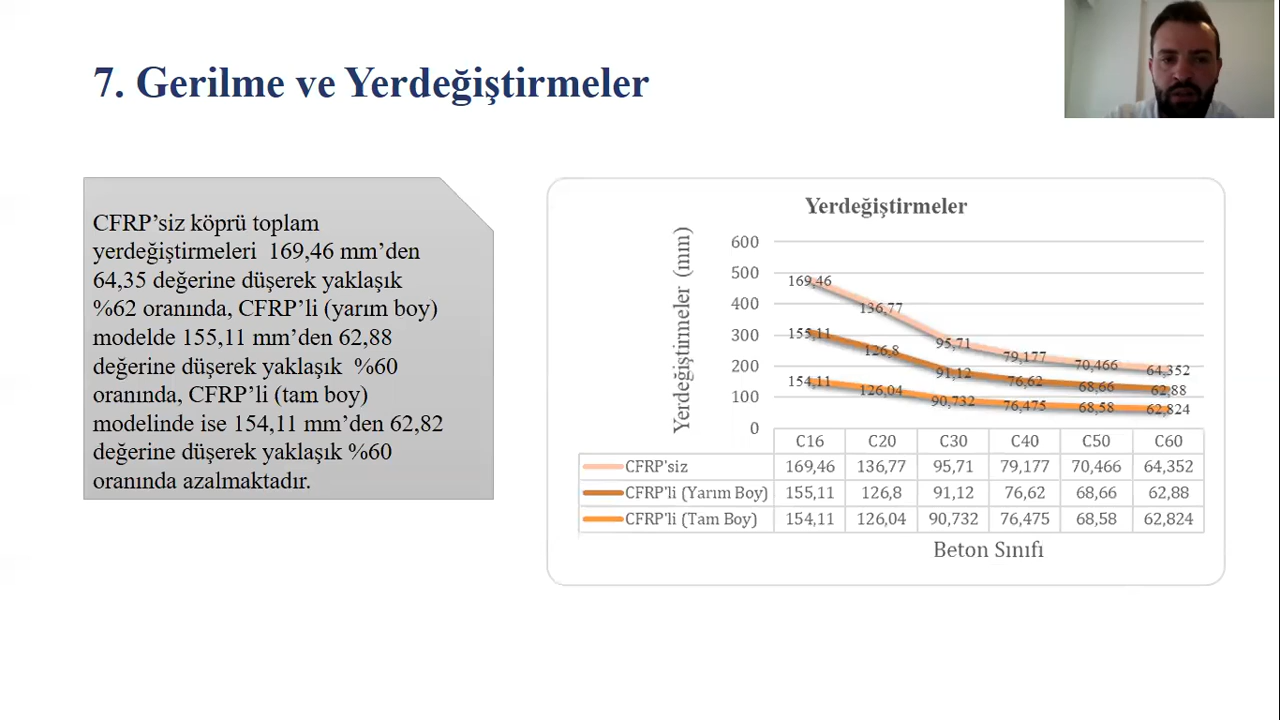 7. Gerilme ve Yerdeğiştirmeler
CFRP’siz köprü toplam
yerdeğiştirmeleri 169,46 mm’den
64,35 değerine düşerek yaklaşık
%62 oranında, CFRP’li (yarım boy)
modelde 155,11 mm’den 62,88
değerine düşerek yaklaşık %60
oranında, CFRP’li (tam boy)
modelinde ise 154,11 mm’den 62,82
değerine düşerek yaklaşık %60
oranında azalmaktadır.
Yerdeğiştirmeler
Yerdeğiştirmeler (mm)
600
500
400
300
200
100
0
169,46 136,77 95,71 79,177 70,466 64,352
155,11 126,8 91,12 76,62 68,66 62,88
154,11 126,04 90,732 76,475 68,58 62,824
C16 C20 C30 C40 C50 C60
CFRP'siz 169,46 136,77 95,71 79,177 70,466 64,352
CFRP'li (Yarım Boy) 155,11 126,8 91,12 76,62 68,66 62,88
CFRP'li (Tam Boy) 154,11 126,04 90,732 76,475 68,58 62,824
Beton Sınıfı